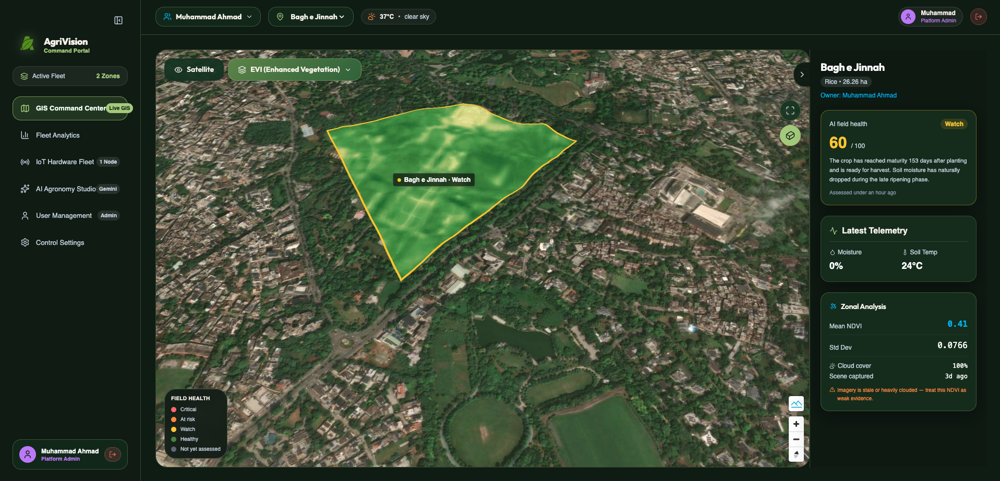 AgriVision
Command Portal
Active Fleet
2 Zones
GIS Command Center
Live GIS
Fleet Analytics
IoT Hardware Fleet
1 Node
AI Agronomy Studio
Gemini
User Management
Admin
Control Settings
Muhammad Ahmad
Platform Admin
Muhammad Ahmad
Bagh e Jinnah
37°C • clear sky
Muhammad
Platform Admin
Satellite
EVI (Enhanced Vegetation)
Bagh e Jinnah · Watch
FIELD HEALTH
Critical
At risk
Watch
Healthy
Not yet assessed
Bagh e Jinnah
Rice • 26.26 ha
Owner: Muhammad Ahmad
AI field health
Watch
60 / 100
The crop has reached maturity 153 days after planting
and is ready for harvest. Soil moisture has naturally
dropped during the late ripening phase.
Assessed under an hour ago
Latest Telemetry
Moisture
Soil Temp
0%
24°C
Zonal Analysis
Mean NDVI
0.41
Std Dev
0.0766
Cloud cover
100%
Scene captured
3d ago
Imagery is stale or heavily clouded — treat this NDVI as
weak evidence.